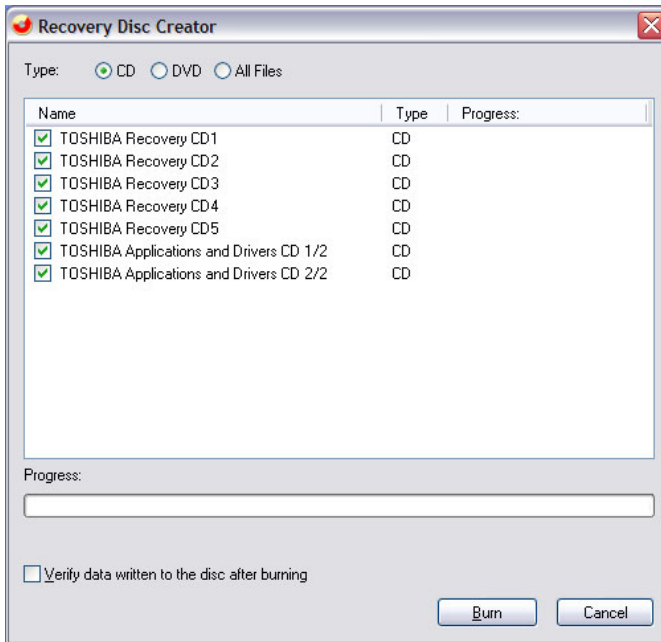 Recovery Disc Creator
Type: CD DVD All Files
Name Type Progress:
TOSHIBA Recovery CD1 CD
TOSHIBA Recovery CD2 CD
TOSHIBA Recovery CD3 CD
TOSHIBA Recovery CD4 CD
TOSHIBA Recovery CD5 CD
TOSHIBA Applications and Drivers CD 1/2 CD
TOSHIBA Applications and Drivers CD 2/2 CD
Progress:
Verify data written to the disc after burning
Burn Cancel